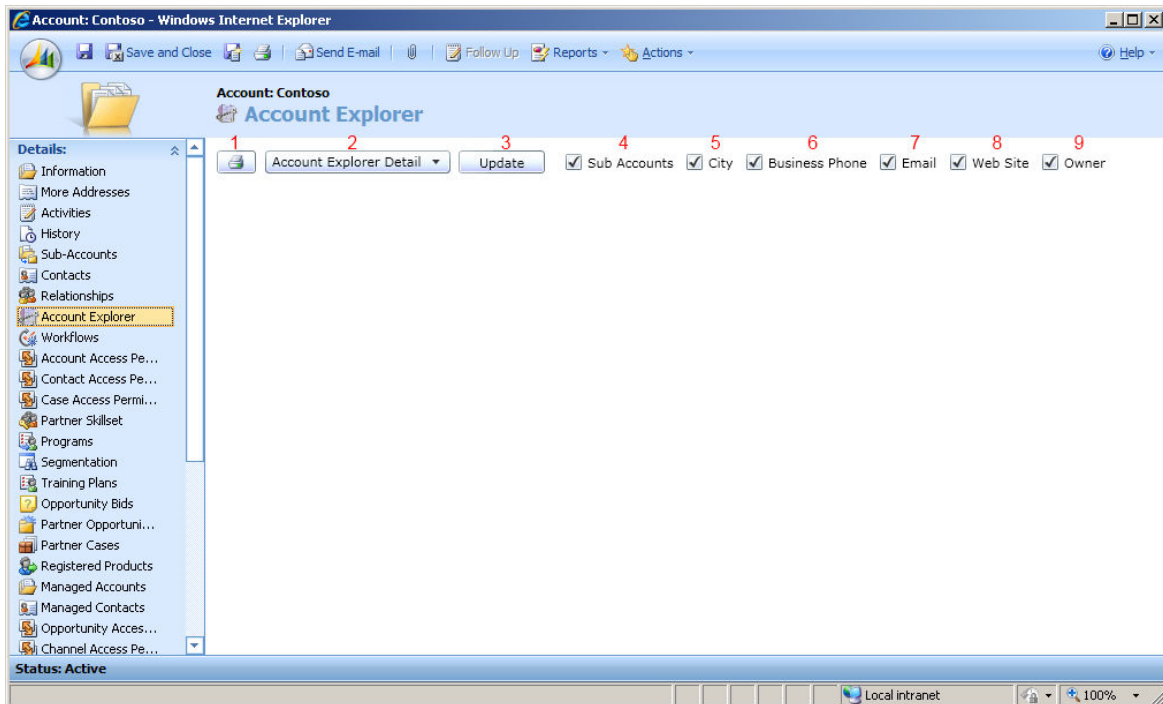 Account: Contoso - Windows Internet Explorer
Save and Close Send E-mail Follow Up Reports Actions Help
Account: Contoso
Account Explorer
Details:
1 2 3 4 5 6 7 8 9
Account Explorer Detail Update Sub Accounts City Business Phone Email Web Site Owner
Information
More Addresses
Activities
History
Sub-Accounts
Contacts
Relationships
Account Explorer
Workflows
Account Access Pe...
Contact Access Pe...
Case Access Permi...
Partner Skillset
Programs
Segmentation
Training Plans
Opportunity Bids
Partner Opportuni...
Partner Cases
Registered Products
Managed Accounts
Managed Contacts
Opportunity Acces...
Channel Access Pe...
Status: Active
Local intranet 100%